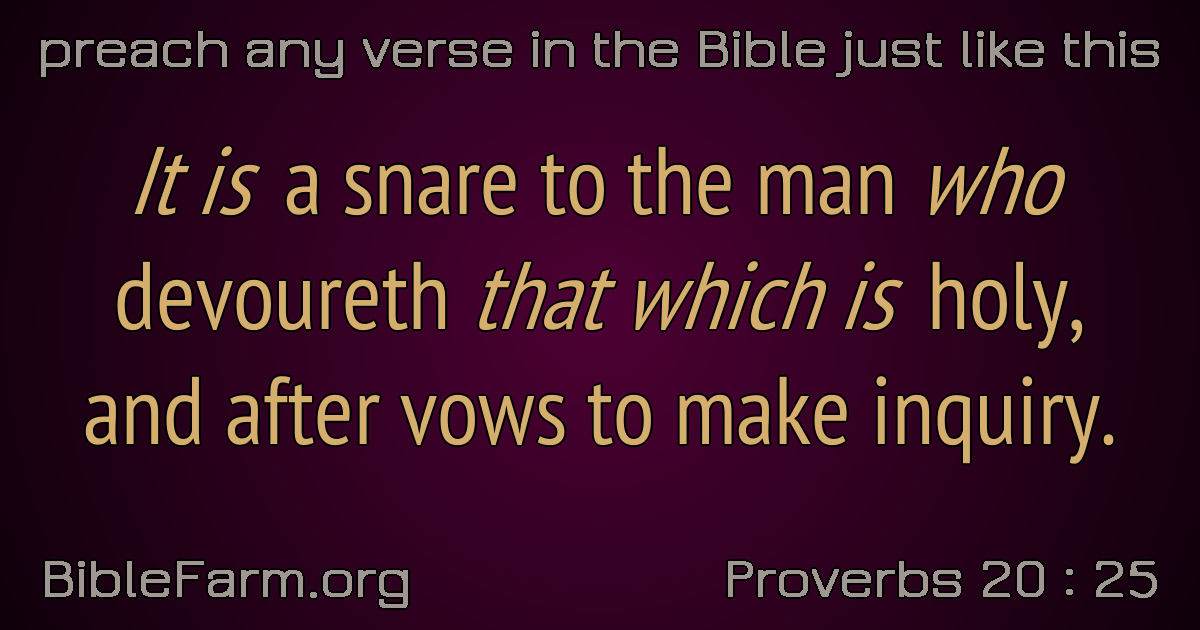 preach any verse in the Bible just like this
It is a snare to the man who
devoureth that which is holy,
and after vows to make inquiry.
BibleFarm.org
Proverbs 20 : 25